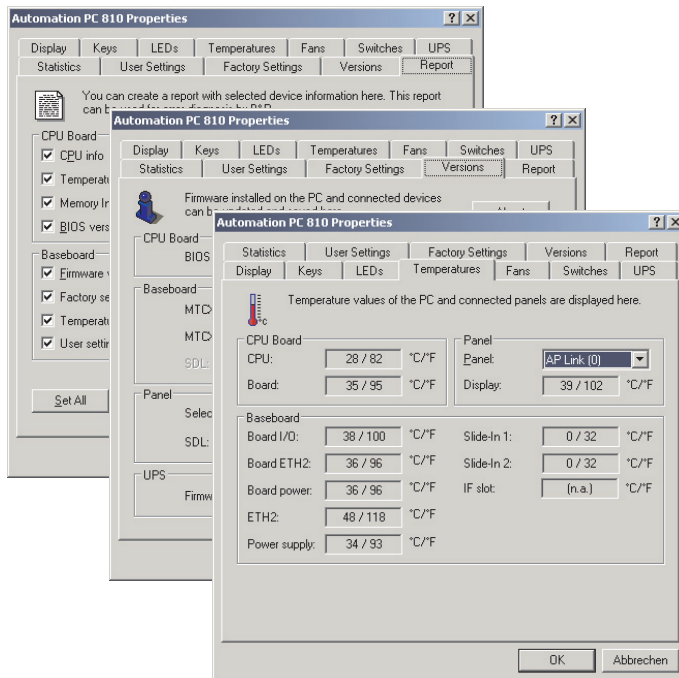 Automation PC 810 Properties
Display Keys LEDs Temperatures Fans Switches UPS
Statistics User Settings Factory Settings Versions Report
You can create a report with selected device information here. This report
CPU Board
CPU info
Memory
BIOS
Baseboard
Firmware
Factory
User
Set All
Automation PC 810 Properties
Display Keys LEDs Temperatures Fans Switches UPS
Statistics User Settings Factory Settings Versions Report
Firmware installed on the PC and connected devices
CPU Board
BIOS
Baseboard
SDL:
Panel
SDL:
UPS
Automation PC 810 Properties
Statistics User Settings Factory Settings Versions Report
Display Keys LEDs Temperatures Fans Switches UPS
Temperature values of the PC and connected panels are displayed here.
CPU Board
CPU: 28 / 82 °C/°F
Board: 35 / 95 °C/°F
Panel
Panel: AP Link (0)
Display: 39 / 102 °C/°F
Baseboard
Board I/O: 38 / 100 °C/°F
Board ETH2: 36 / 96 °C/°F
Board power: 36 / 96 °C/°F
ETH2: 48 / 118 °C/°F
Power supply: 34 / 93 °C/°F
Slide-In 1: 0 / 32 °C/°F
Slide-In 2: 0 / 32 °C/°F
IF slot: (n.a.) °C/°F
OK Abbrechen